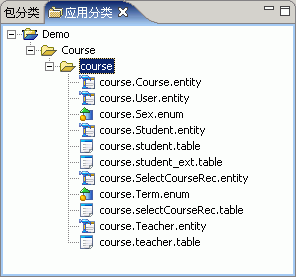 包分类 应用分类
Demo
Course
course
course.Course.entity
course.User.entity
course.Sex.enum
course.Student.entity
course.student.table
course.student_ext.table
course.SelectCourseRec.entity
course.Term.enum
course.selectCourseRec.table
course.Teacher.entity
course.teacher.table